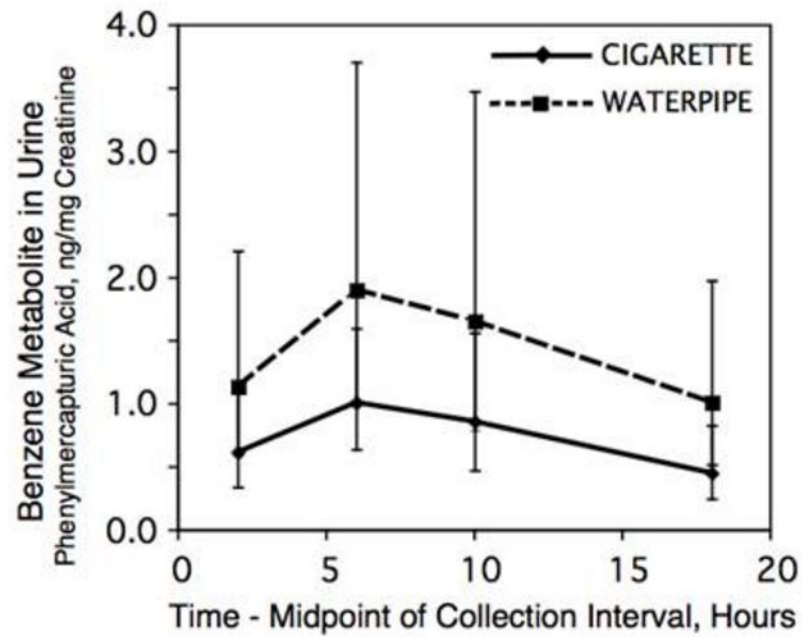 Benzene Metabolite in Urine
Phenylmercapturic Acid, ng/mg Creatinine
4.0
3.0
2.0
1.0
0.0
CIGARETTE
WATERPIPE
0 5 10 15 20
Time - Midpoint of Collection Interval, Hours